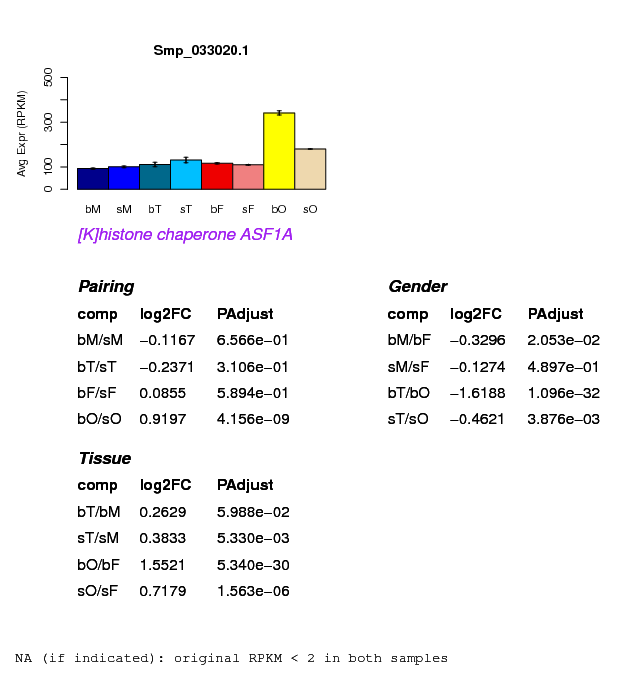 Smp_033020.1
Avg Expr (RPKM)
500
300
100
0
bM sM bT sT bF sF bO sO
[K]histone chaperone ASF1A
Pairing
comp log2FC PAdjust
bM/sM −0.1167 6.566e−01
bT/sT −0.2371 3.106e−01
bF/sF 0.0855 5.894e−01
bO/sO 0.9197 4.156e−09
Gender
comp log2FC PAdjust
bM/bF −0.3296 2.053e−02
sM/sF −0.1274 4.897e−01
bT/bO −1.6188 1.096e−32
sT/sO −0.4621 3.876e−03
Tissue
comp log2FC PAdjust
bT/bM 0.2629 5.988e−02
sT/sM 0.3833 5.330e−03
bO/bF 1.5521 5.340e−30
sO/sF 0.7179 1.563e−06
NA (if indicated): original RPKM < 2 in both samples